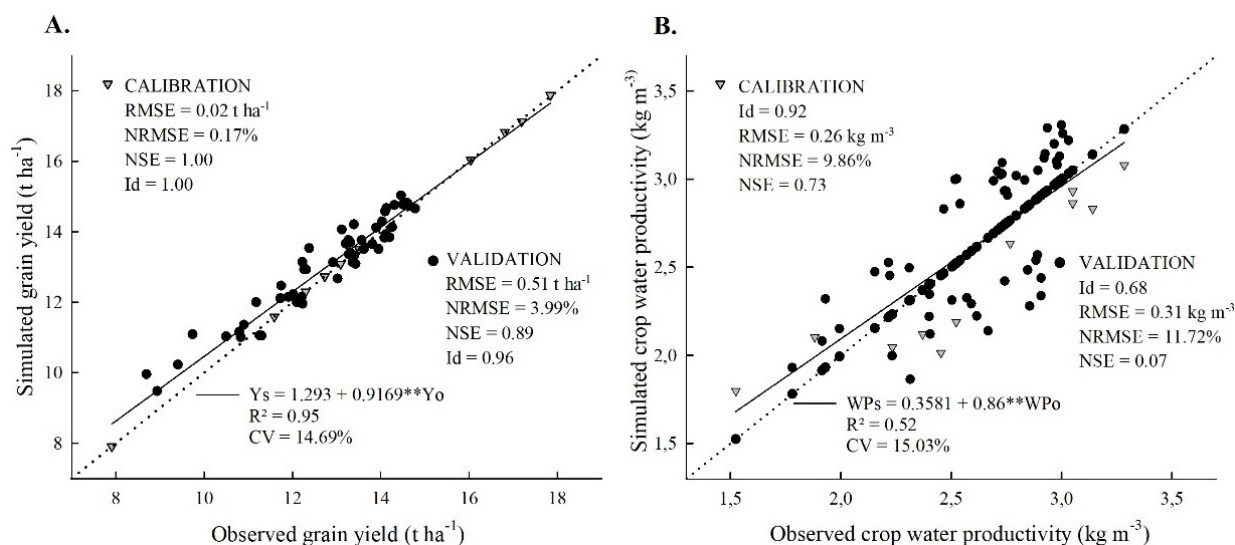 A.
Simulated grain yield (t ha⁻¹)
18
16
14
12
10
8
CALIBRATION
RMSE = 0.02 t ha⁻¹
NRMSE = 0.17%
NSE = 1.00
Id = 1.00
VALIDATION
RMSE = 0.51 t ha⁻¹
NRMSE = 3.99%
NSE = 0.89
Id = 0.96
Ys = 1.293 + 0.9169**Yo
R² = 0.95
CV = 14.69%
8 10 12 14 16 18
Observed grain yield (t ha⁻¹)
B.
Simulated crop water productivity (kg m⁻³)
3,5
3,0
2,5
2,0
1,5
CALIBRATION
Id = 0.92
RMSE = 0.26 kg m⁻³
NRMSE = 9.86%
NSE = 0.73
VALIDATION
Id = 0.68
RMSE = 0.31 kg m⁻³
NRMSE = 11.72%
NSE = 0.07
WPs = 0.3581 + 0.86**WPo
R² = 0.52
CV = 15.03%
1,5 2,0 2,5 3,0 3,5
Observed crop water productivity (kg m⁻³)